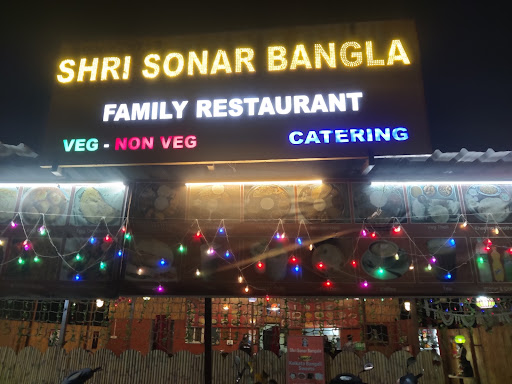 SHRI SONAR BANGLA
FAMILY RESTAURANT
VEG - NON VEG
CATERING